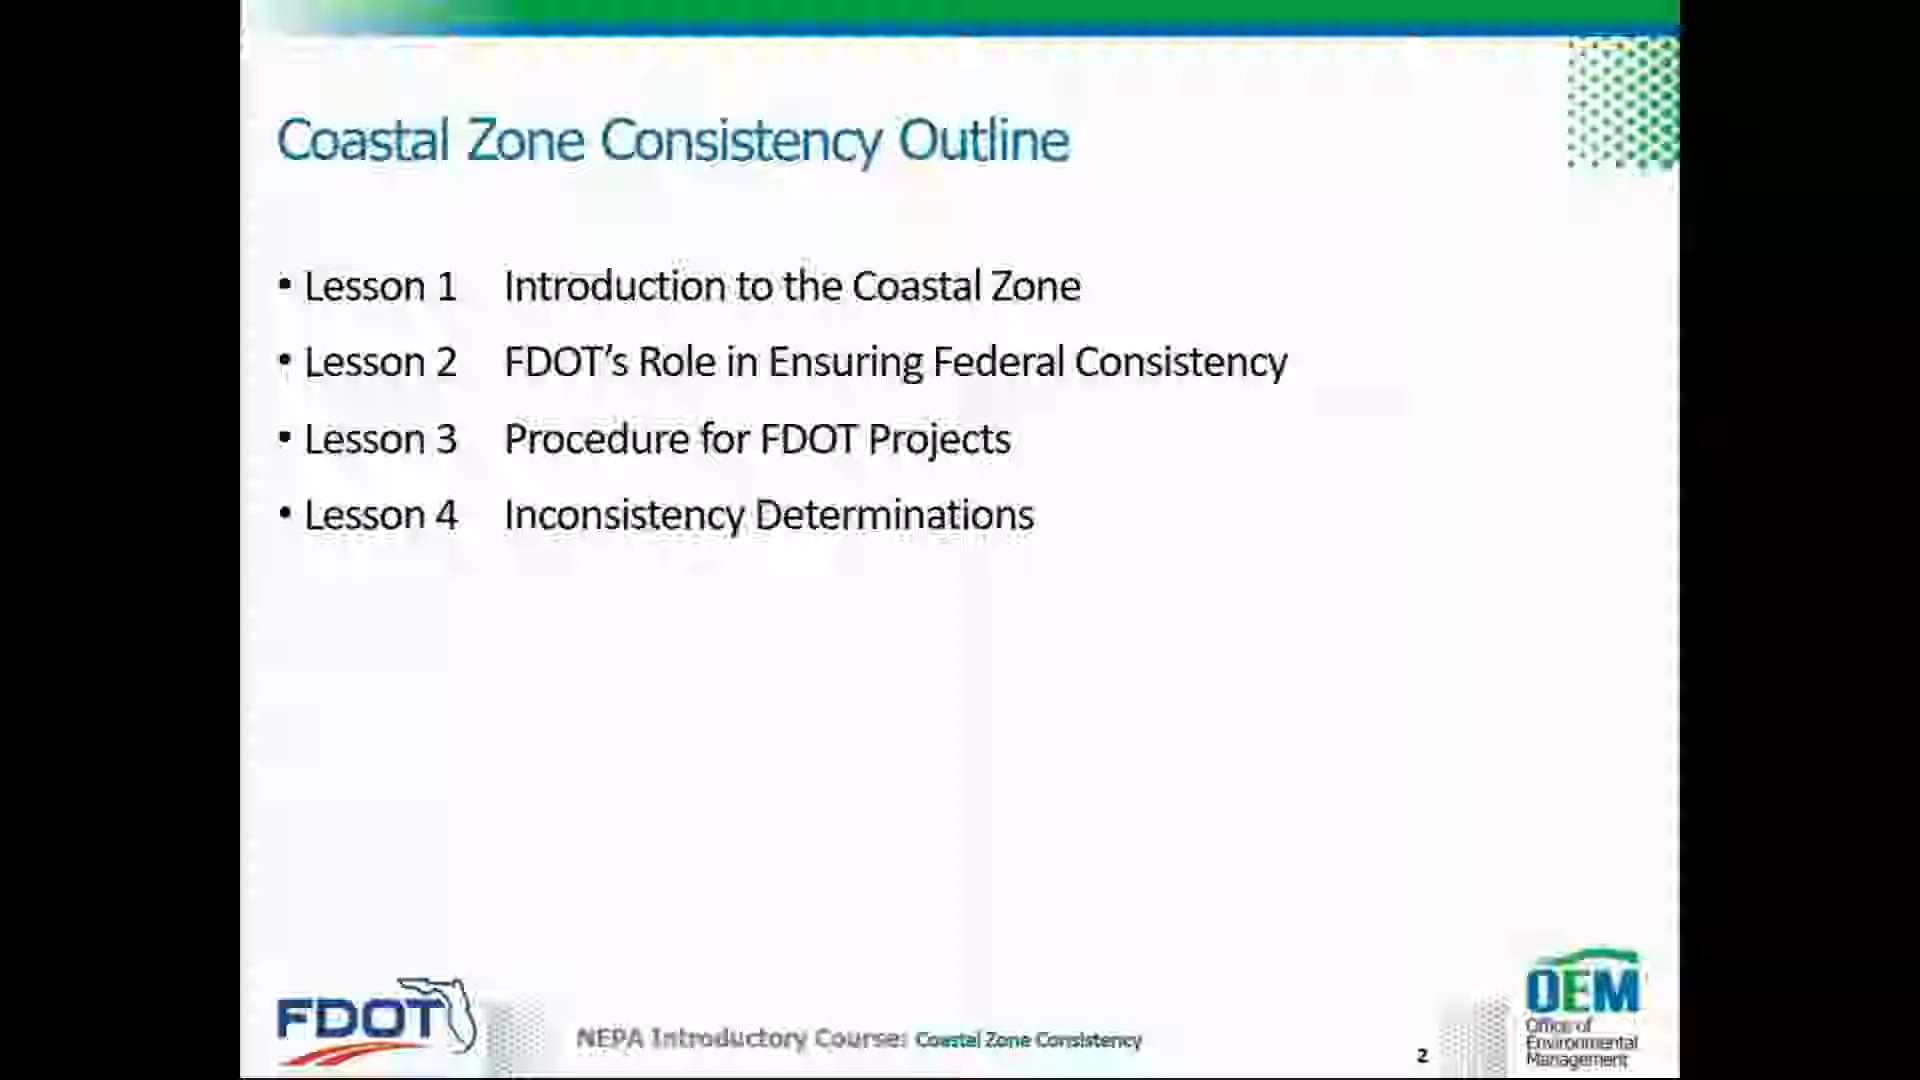 Coastal Zone Consistency Outline
• Lesson 1 Introduction to the Coastal Zone
• Lesson 2 FDOT’s Role in Ensuring Federal Consistency
• Lesson 3 Procedure for FDOT Projects
• Lesson 4 Inconsistency Determinations
FDOT
NEPA Introductory Course: Coastal Zone Consistency
2
OEM
Office of
Environmental
Management